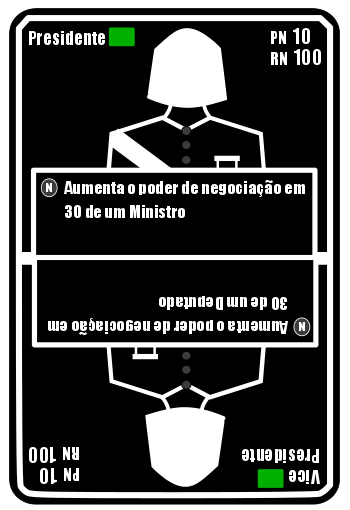 Presidente
PN 10
RN 100
N Aumenta o poder de negociação em
30 de um Ministro
N Aumenta o poder de negociação em
30 de um Deputado
Vice
Presidente
PN 10
RN 100